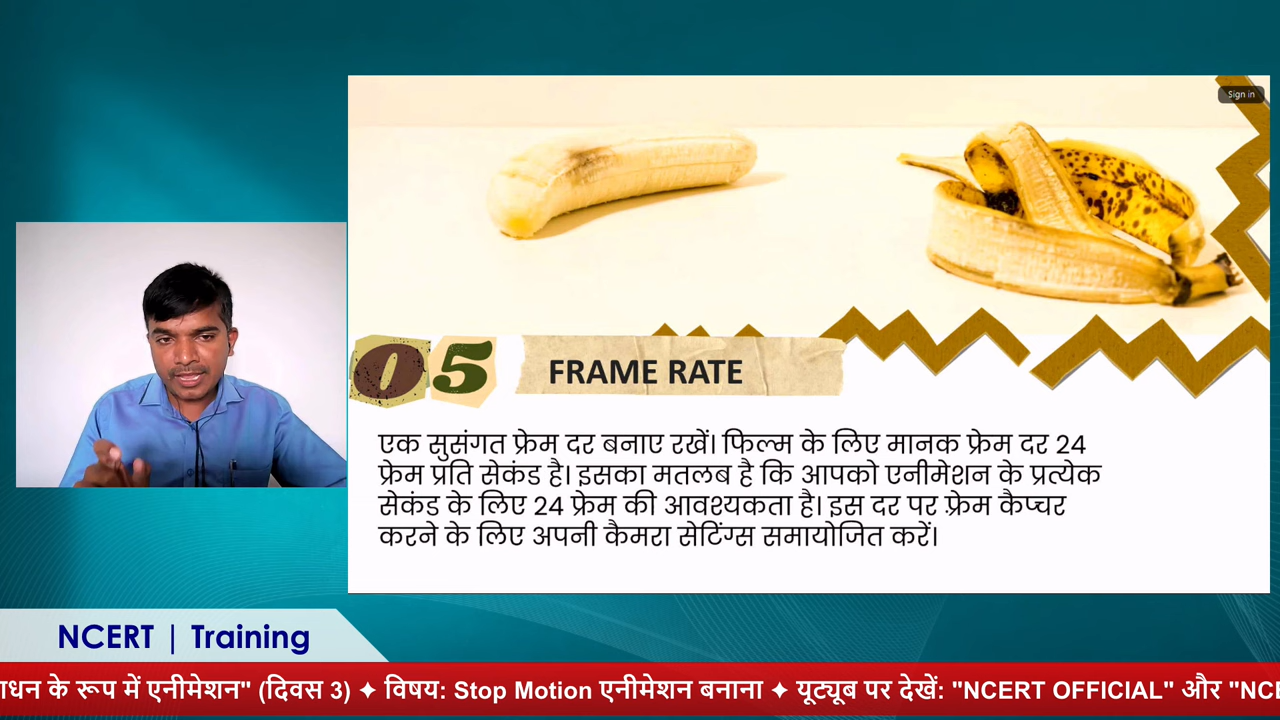 Sign in
05
FRAME RATE
एक सुसंगत फ्रेम दर बनाए रखें। फिल्म के लिए मानक फ्रेम दर 24
फ्रेम प्रति सेकंड है। इसका मतलब है कि आपको एनीमेशन के प्रत्येक
सेकंड के लिए 24 फ्रेम की आवश्यकता है। इस दर पर फ़्रेम कैप्चर
करने के लिए अपनी कैमरा सेटिंग्स समायोजित करें।
NCERT | Training
के रूप में एनीमेशन" (दिवस 3) ✦ विषय: Stop Motion एनीमेशन बनाना ✦ यूट्यूब पर देखें: "NCERT OFFICIAL" और